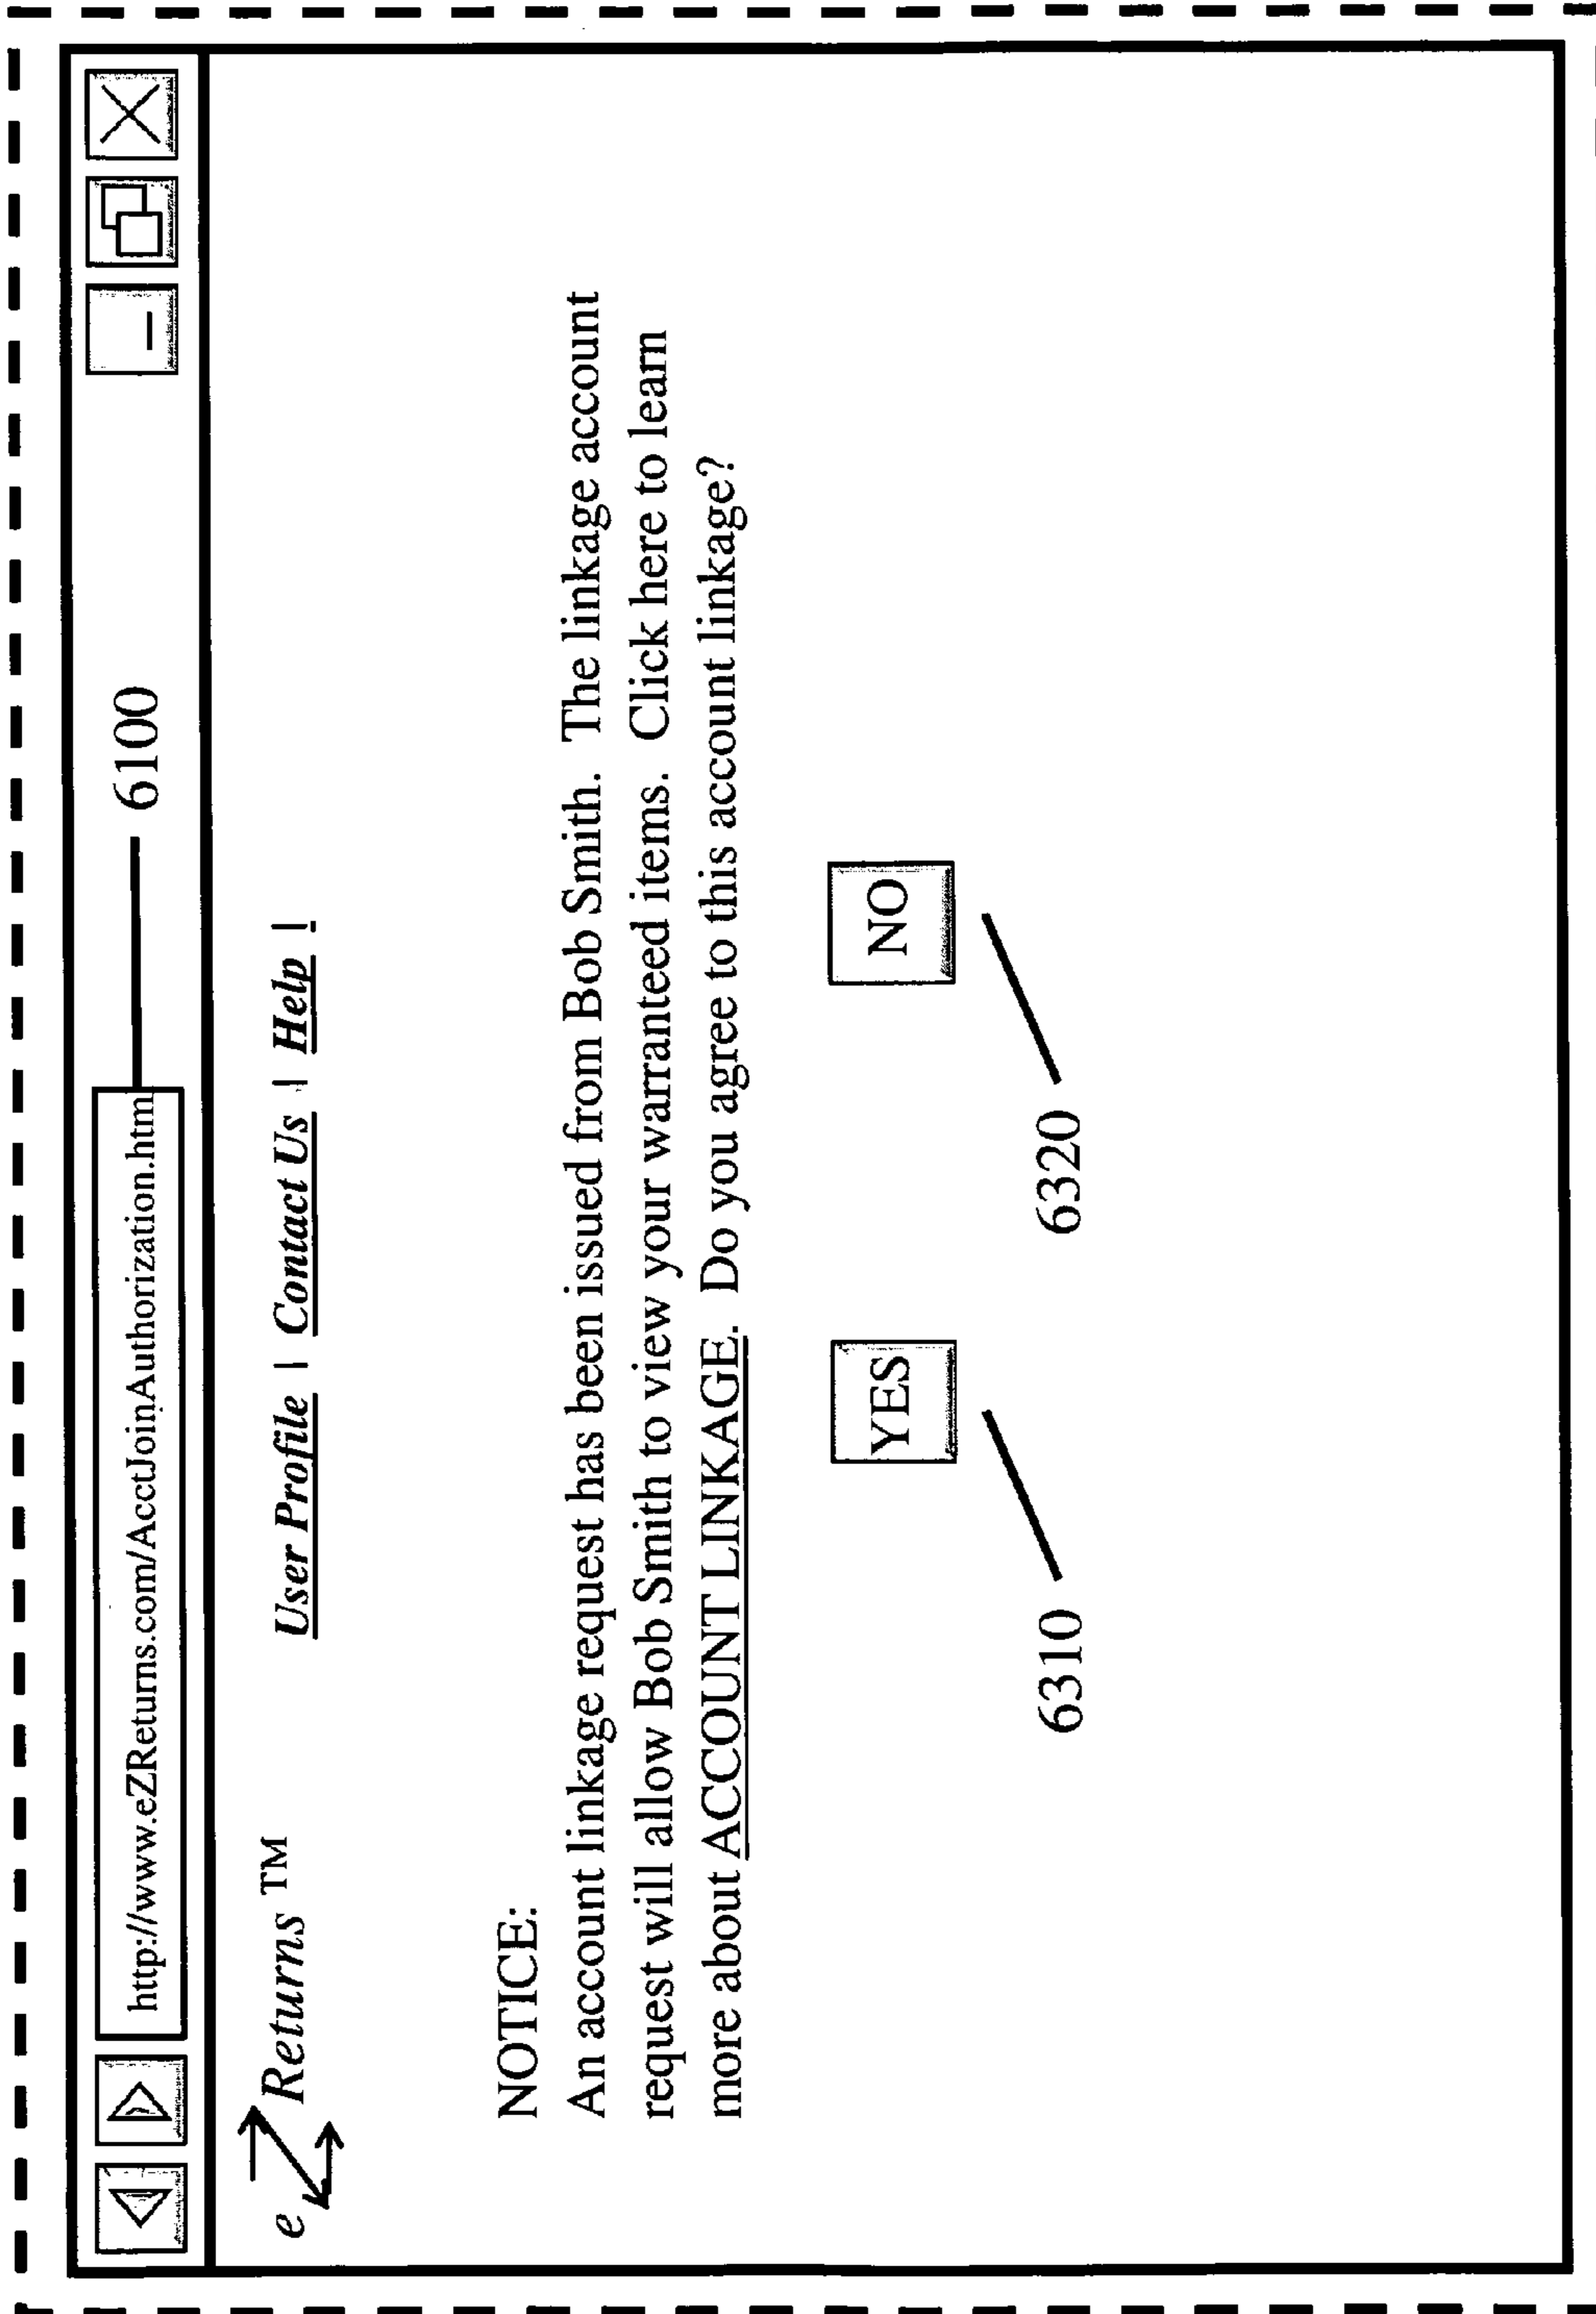 http://www.eZReturns.com/AcctJoinAuthorization.htm
6100
eZ Returns ™
User Profile | Contact Us | Help |
NOTICE:
An account linkage request has been issued from Bob Smith. The linkage account
request will allow Bob Smith to view your warranteed items. Click here to learn
more about ACCOUNT LINKAGE. Do you agree to this account linkage?
YES
NO
6310
6320